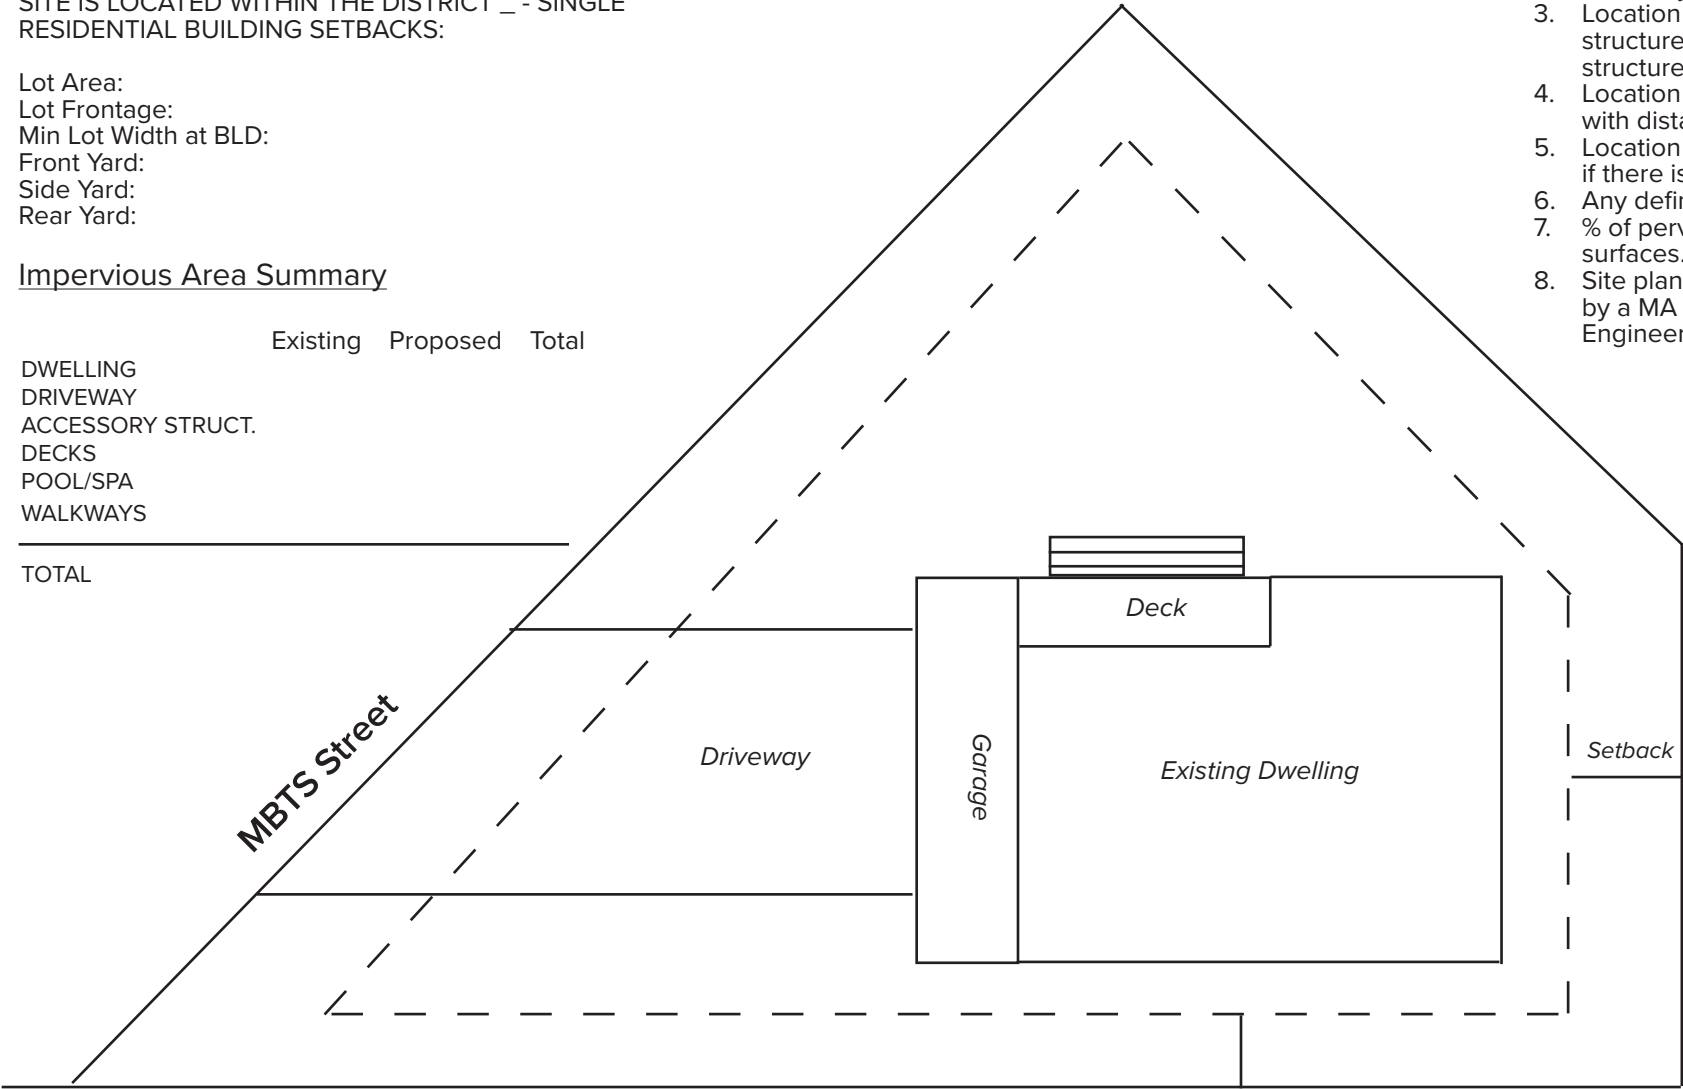 SITE IS LOCATED WITHIN THE DISTRICT _ - SINGLE
RESIDENTIAL BUILDING SETBACKS:
Lot Area:
Lot Frontage:
Min Lot Width at BLD:
Front Yard:
Side Yard:
Rear Yard:
Impervious Area Summary
Existing Proposed Total
DWELLING
DRIVEWAY
ACCESSORY STRUCT.
DECKS
POOL/SPA
WALKWAYS
TOTAL
3. Location
structure
structure
4. Location
with dista
5. Location
if there is
6. Any defin
7. % of perv
surfaces.
8. Site plan
by a MA
Engineer
Deck
MBTS Street
Driveway
Garage
Existing Dwelling
Setback